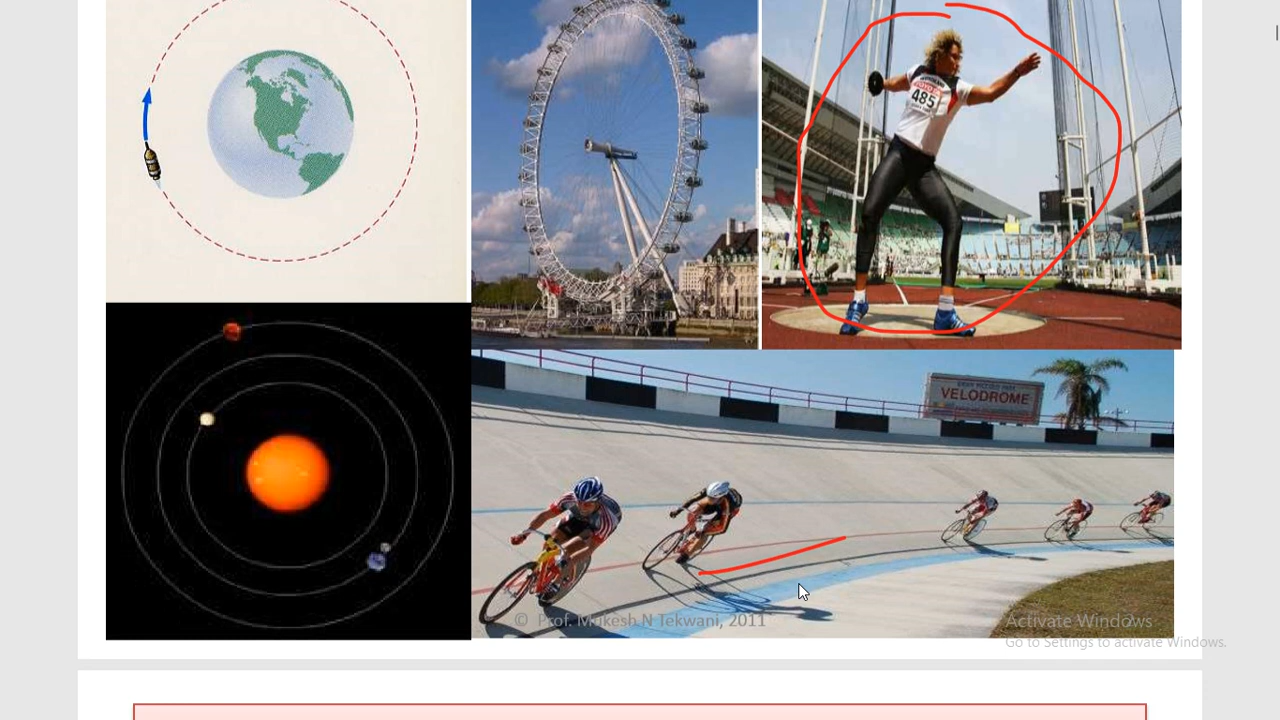 485
VELODROME
© Prof. Mukesh N Tekwani, 2011
Activate Windows
Go to Settings to activate Windows.